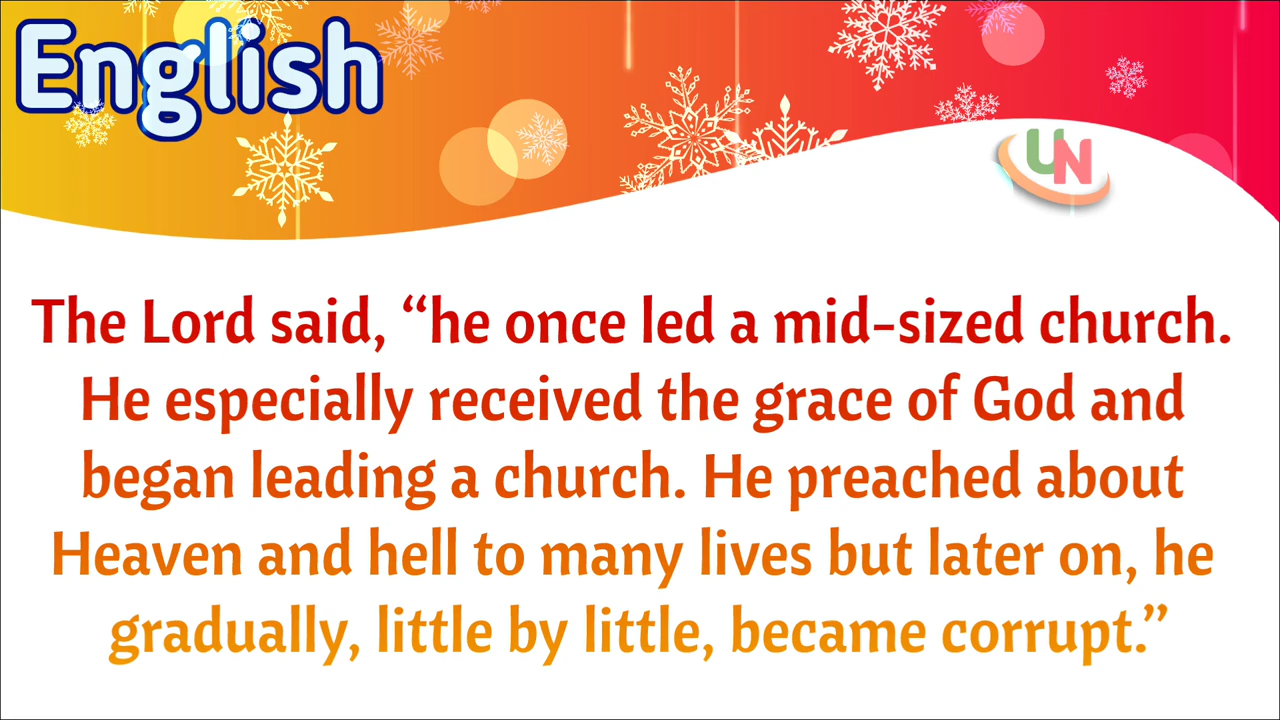 English
UN
The Lord said, “he once led a mid-sized church.
He especially received the grace of God and
began leading a church. He preached about
Heaven and hell to many lives but later on, he
gradually, little by little, became corrupt.”